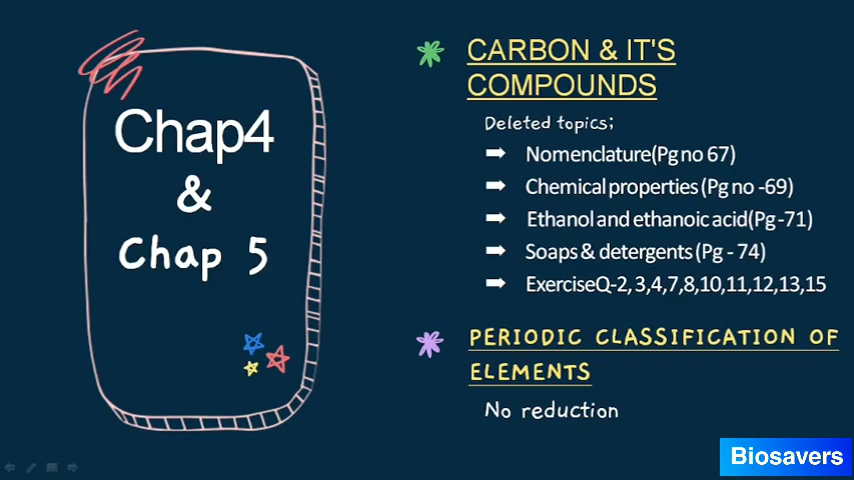 Chap4
&
Chap 5
CARBON & IT'S
COMPOUNDS
Deleted topics;
Nomenclature(Pg no 67)
Chemical properties (Pg no -69)
Ethanol and ethanoic acid(Pg -71)
Soaps & detergents (Pg - 74)
ExerciseQ-2, 3,4,7,8,10,11,12,13,15
PERIODIC CLASSIFICATION OF
ELEMENTS
No reduction
Biosavers